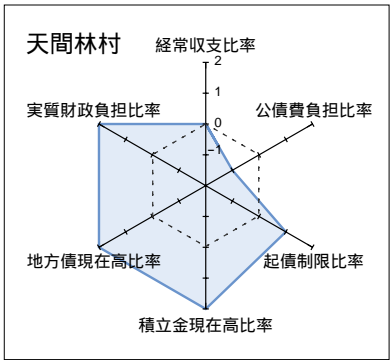 天間林村
経常収支比率
2
1
0
−1
実質財政負担比率
公債費負担比率
地方債現在高比率
起債制限比率
積立金現在高比率